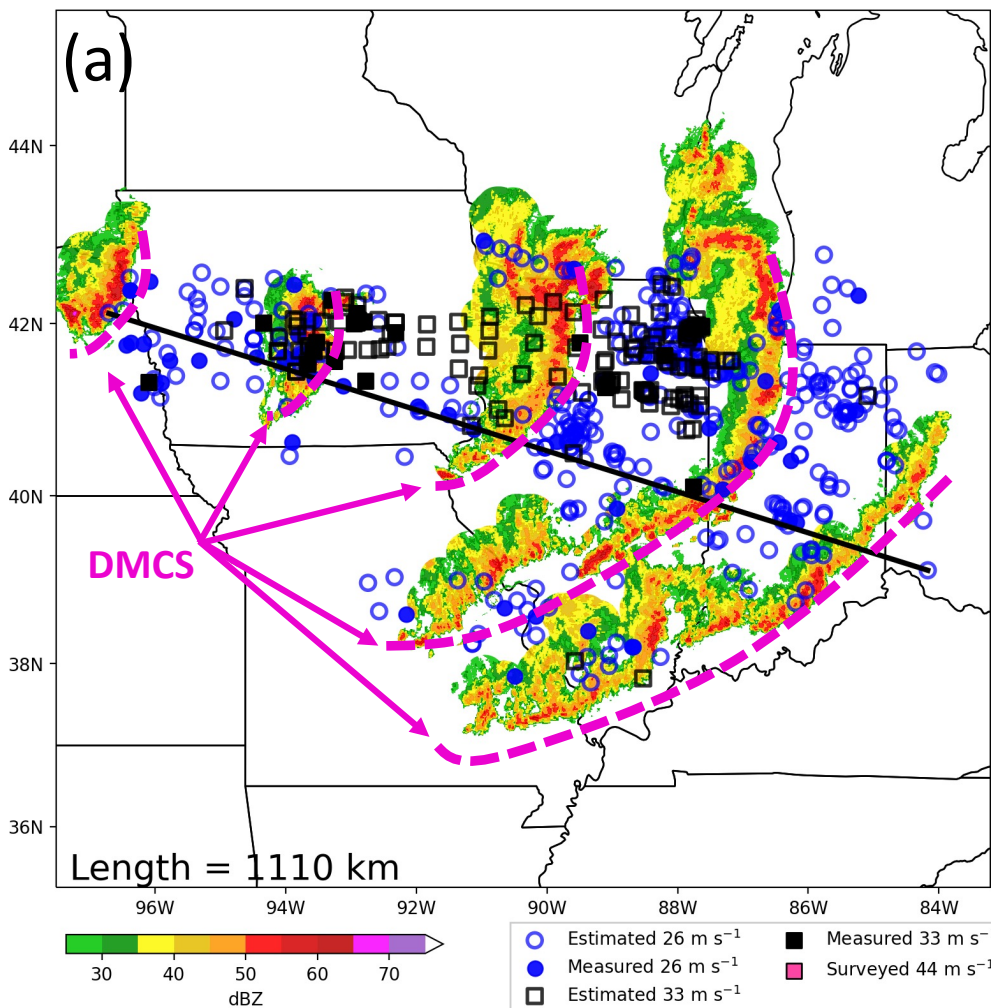 (a)
44N
42N
40N
38N
36N
DMCS
Length = 1110 km
96W 94W 92W 90W 88W 86W 84W
30 40 50 60 70
dBZ
Estimated 26 m s⁻¹
Measured 26 m s⁻¹
Estimated 33 m s⁻¹
Measured 33 m s⁻
Surveyed 44 m s⁻¹